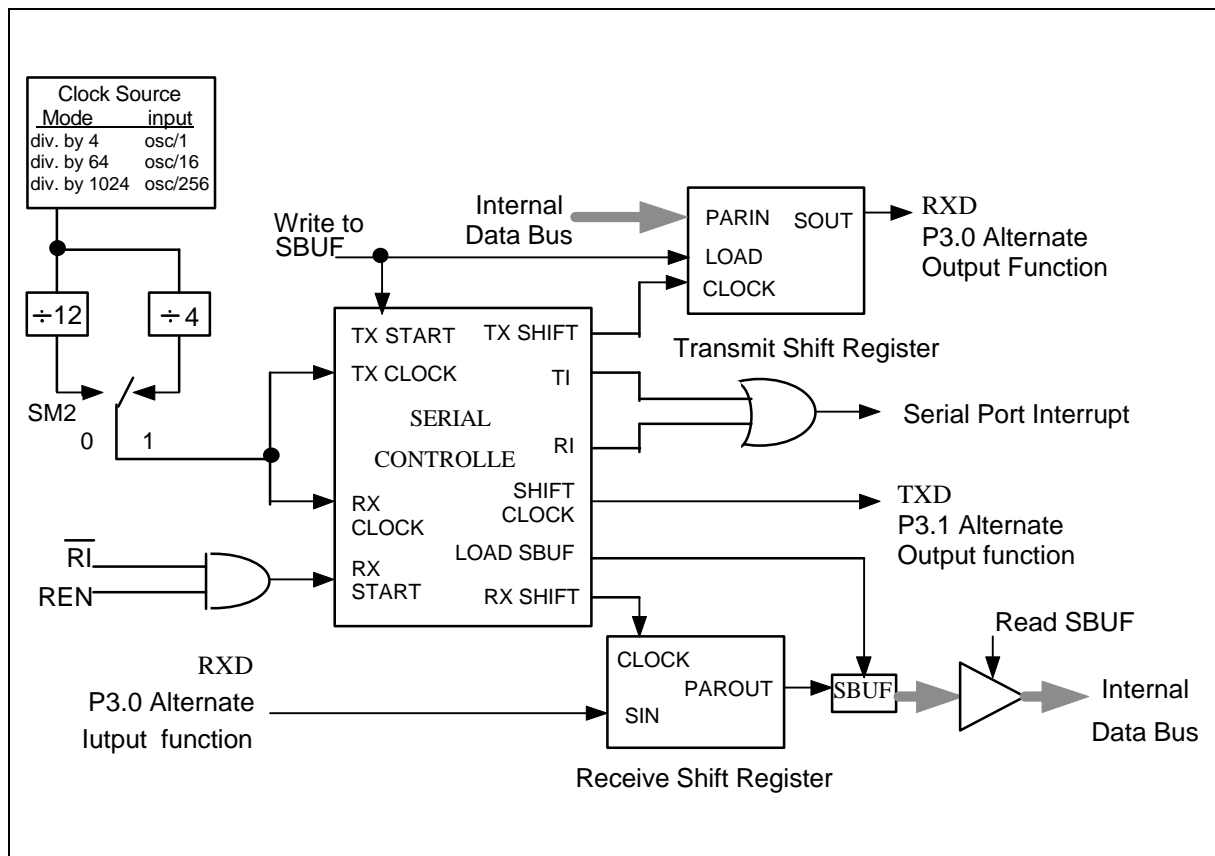 Clock Source
Mode input
div. by 4 osc/1
div. by 64 osc/16
div. by 1024 osc/256
÷12
÷ 4
SM2
0 1
Write to
SBUF
Internal
Data Bus
PARIN SOUT
LOAD
CLOCK
RXD
P3.0 Alternate
Output Function
Transmit Shift Register
TX START TX SHIFT
TX CLOCK TI
SERIAL
CONTROLLE
RI
RX
CLOCK
SHIFT
CLOCK
LOAD SBUF
RX
START
RX SHIFT
Serial Port Interrupt
TXD
P3.1 Alternate
Output function
RI
REN
RXD
P3.0 Alternate
Iutput function
CLOCK
PAROUT
SIN
Receive Shift Register
SBUF
Read SBUF
Internal
Data Bus